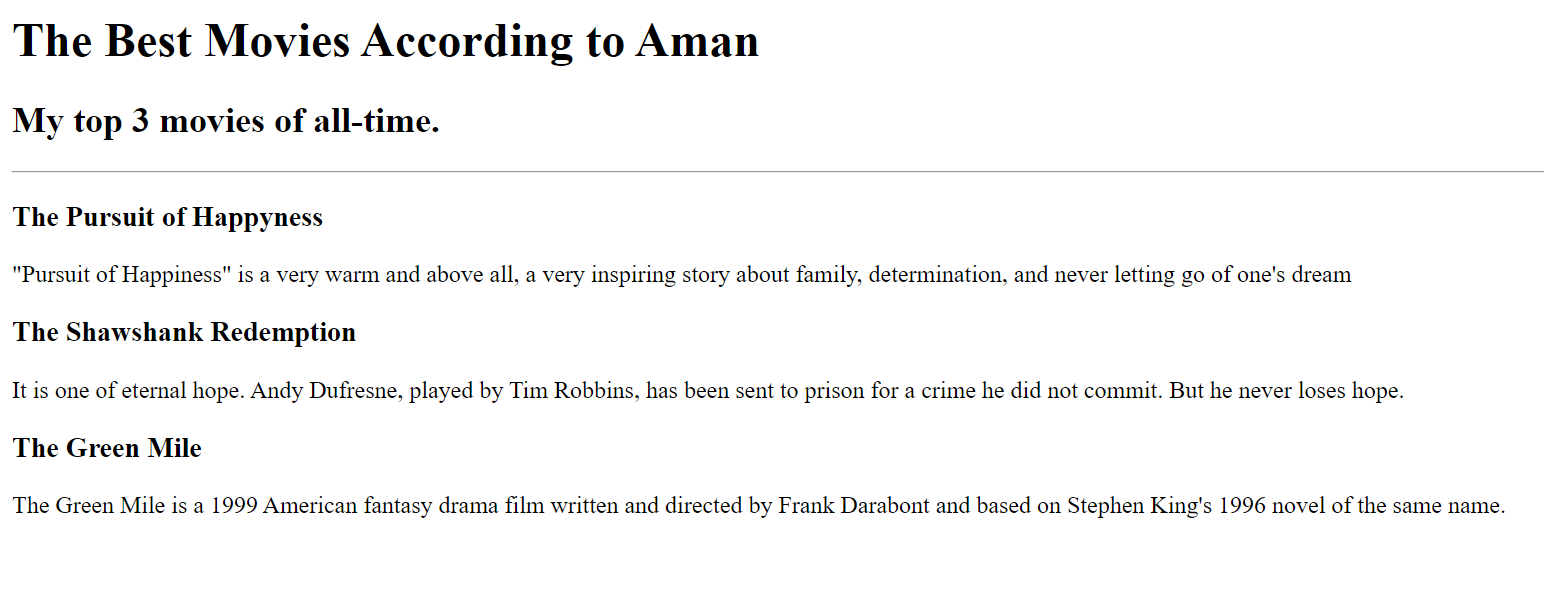 The Best Movies According to Aman
My top 3 movies of all-time.
The Pursuit of Happyness
"Pursuit of Happiness" is a very warm and above all, a very inspiring story about family, determination, and never letting go of one's dream
The Shawshank Redemption
It is one of eternal hope. Andy Dufresne, played by Tim Robbins, has been sent to prison for a crime he did not commit. But he never loses hope.
The Green Mile
The Green Mile is a 1999 American fantasy drama film written and directed by Frank Darabont and based on Stephen King's 1996 novel of the same name.